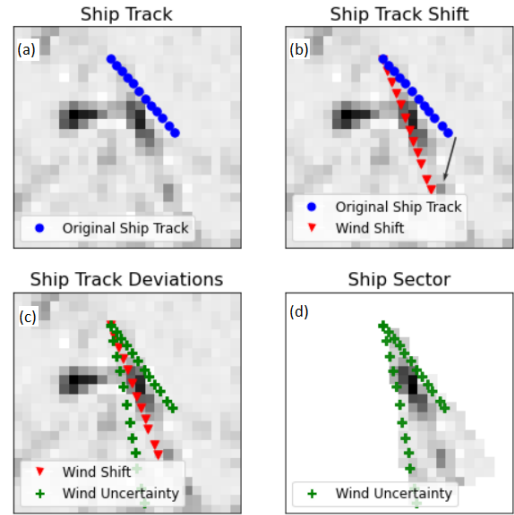 Ship Track
(a)
Original Ship Track
Ship Track Shift
(b)
Original Ship Track
Wind Shift
Ship Track Deviations
(c)
Wind Shift
Wind Uncertainty
Ship Sector
(d)
Wind Uncertainty